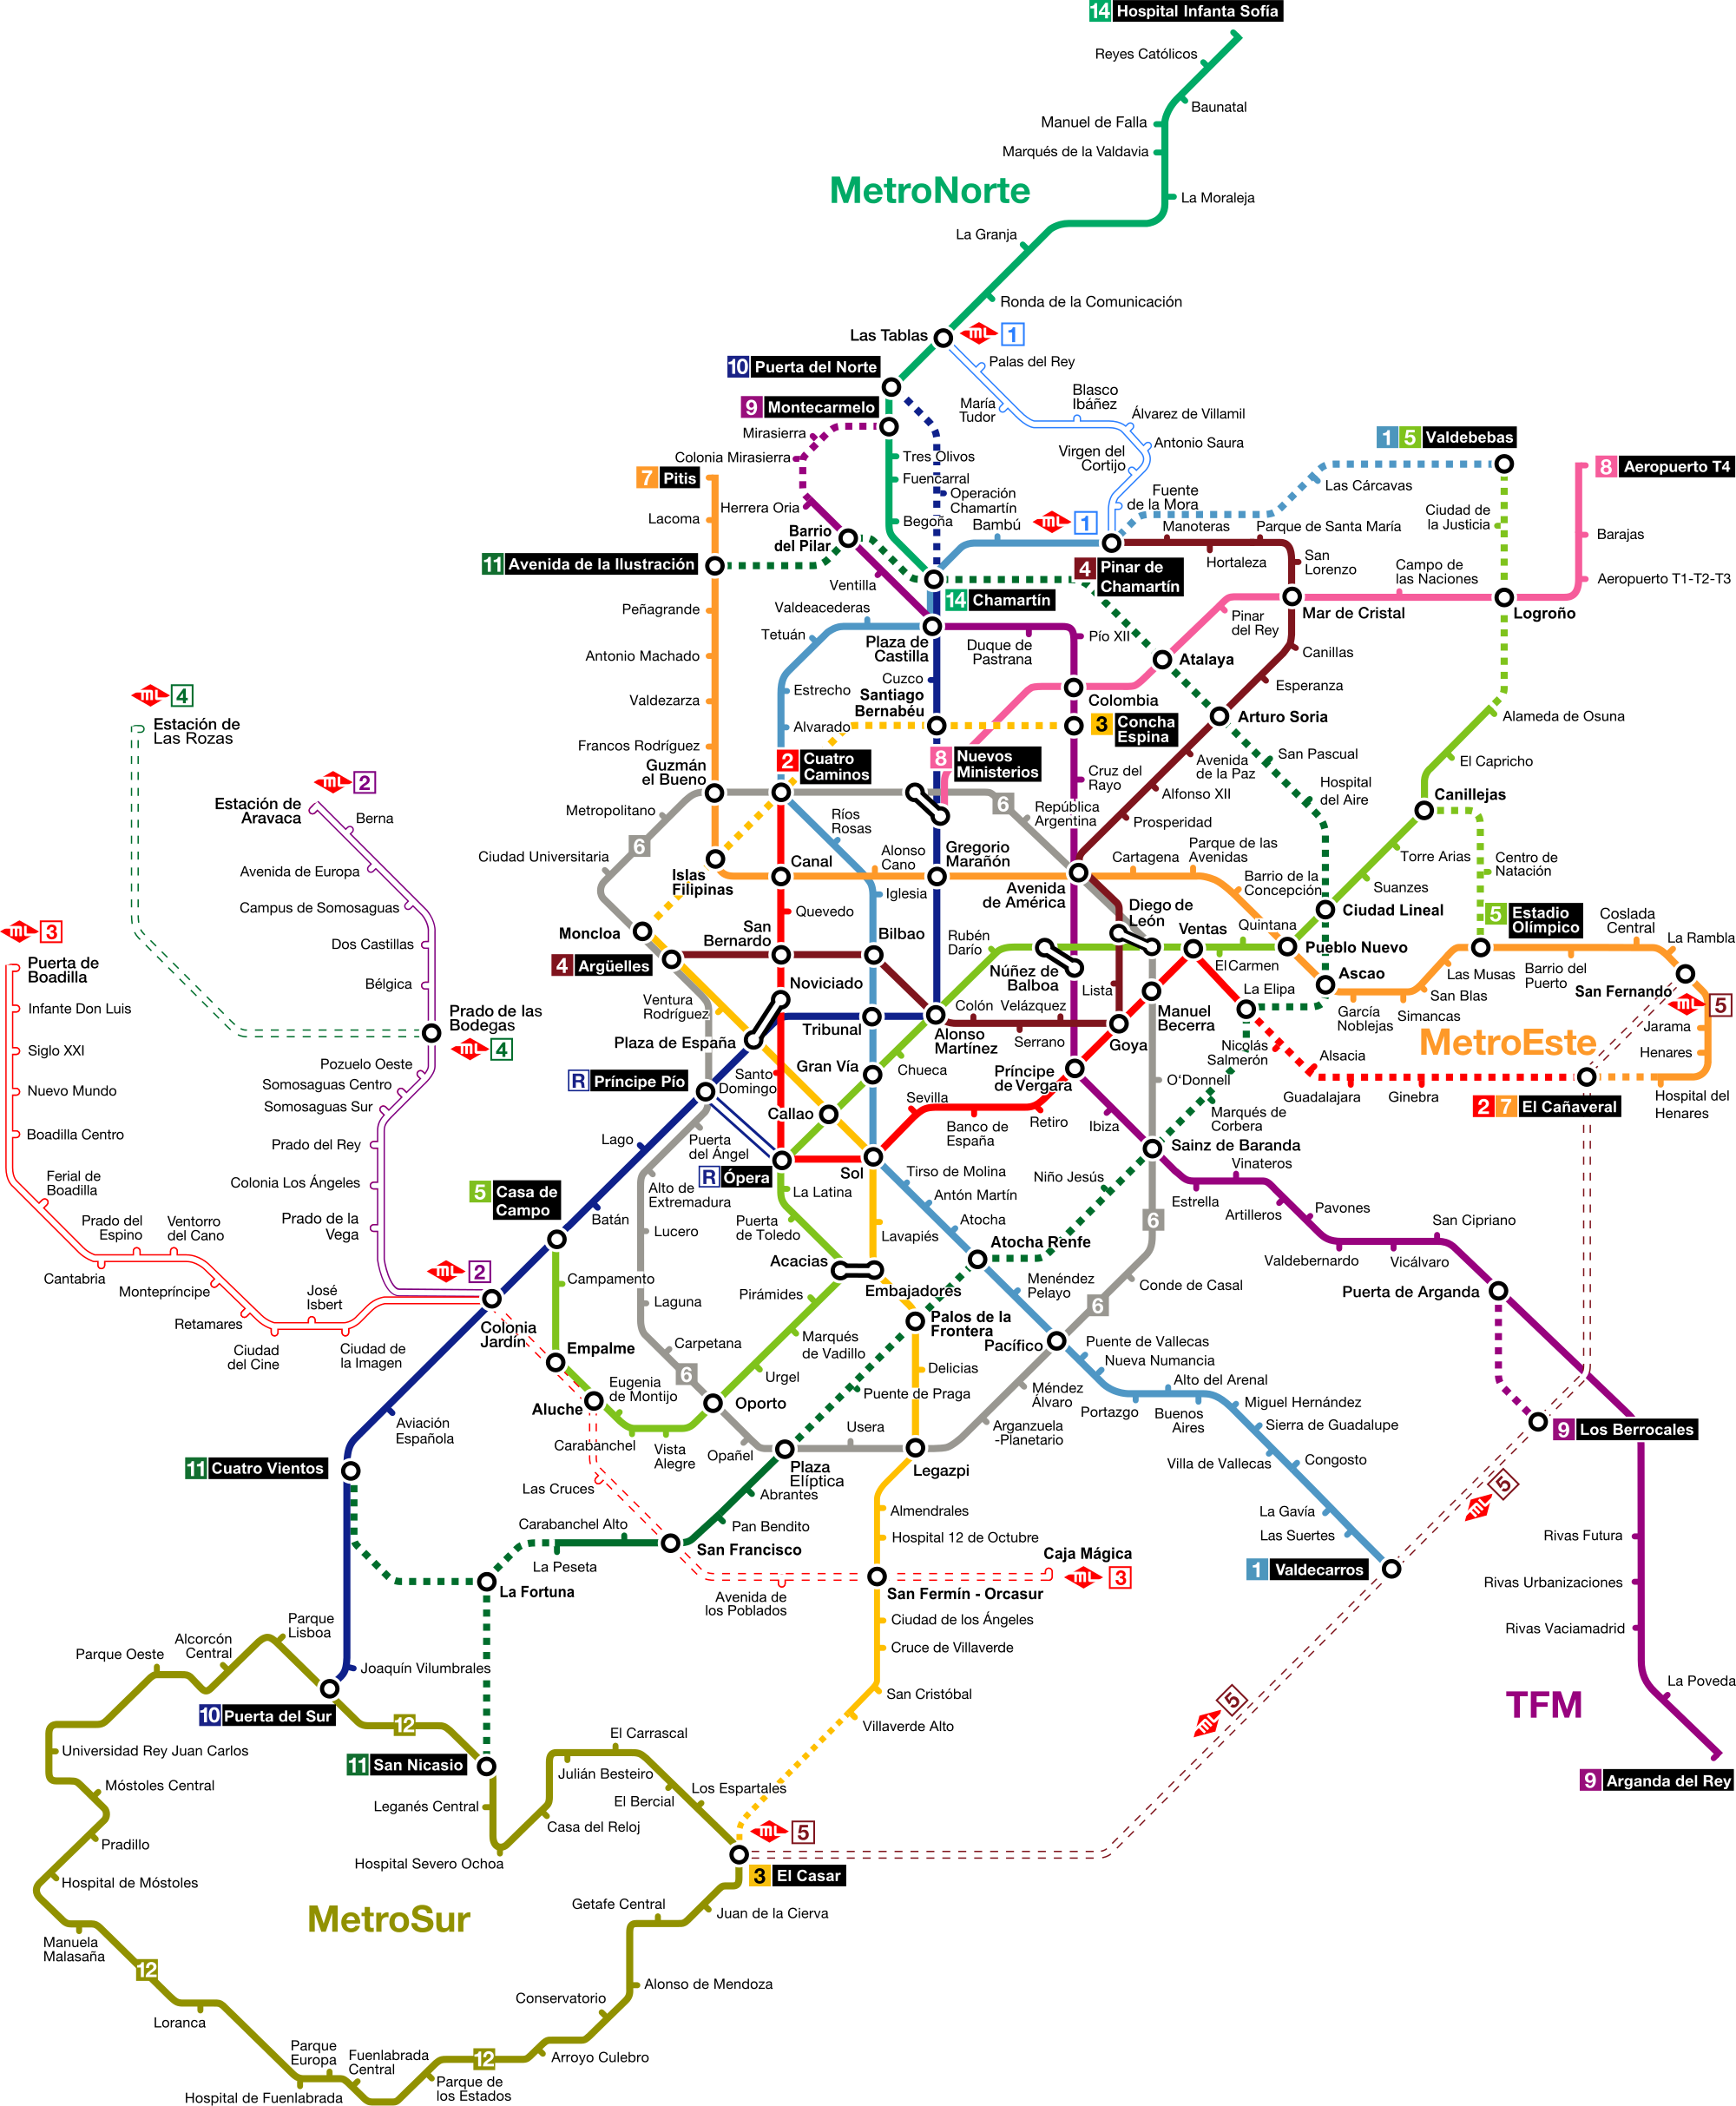 14 Hospital Infanta Sofía
Reyes Católicos
Baunatal
Manuel de Falla
Marqués de la Valdavia
MetroNorte
La Moraleja
La Granja
Ronda de la Comunicación
Las Tablas
mL 1
10 Puerta del Norte
Palas del Rey
9 Montecarmelo
María
Tudor
Blasco
Ibáñez
Álvarez de Villamil
Antonio Saura
Virgen del
Cortijo
1 5 Valdebebas
Mirasierra
Colonia Mirasierra
Tres Olivos
Fuencarral
7 Pitis
8 Aeropuerto T4
Las Cárcavas
Operación
Chamartín
Fuente
de la Mora
Herrera Oria
Lacoma
Begoña
Bambú
mL 1
Manoteras
Parque de Santa María
Ciudad de
la Justicia
Barajas
Barrio
del Pilar
11 Avenida de la Ilustración
Ventilla
4 Pinar de
Chamartín
Hortaleza
San
Lorenzo
Campo de
las Naciones
Aeropuerto T1-T2-T3
14 Chamartín
Peñagrande
Valdeacederas
Tetuán
Plaza de
Castilla
Duque de
Pastrana
Pío XII
Pinar
del Rey
Mar de Cristal
Logroño
Antonio Machado
Atalaya
Canillas
Cuzco
Esperanza
Valdezarza
Estrecho
Santiago
Bernabéu
Colombia
Arturo Soria
Alameda de Osuna
Alvarado
3 Concha
Espina
mL 4
Estación de
Las Rozas
Francos Rodríguez
Guzmán
el Bueno
2 Cuatro
Caminos
8 Nuevos
Ministerios
Cruz del
Rayo
Avenida
de la Paz
San Pascual
El Capricho
mL 2
Estación de
Aravaca
Berna
Metropolitano
6
Ríos
Rosas
6
República
Argentina
Alfonso XII
Hospital
del Aire
Canillejas
Prosperidad
Ciudad Universitaria
Canal
Alonso
Cano
Gregorio
Marañón
Cartagena
Parque de las
Avenidas
Torre Arias
Centro de
Natación
Avenida de Europa
Islas
Filipinas
Iglesia
Avenida
de América
Barrio de la
Concepción
Suanzes
Campus de Somosaguas
Quevedo
Diego de
León
Ciudad Lineal
5 Estadio
Olímpico
Coslada
Central
mL 3
Moncloa
San
Bernardo
Bilbao
Rubén
Darío
Ventas
Quintana
Pueblo Nuevo
La Rambla
Dos Castillas
Puerta de
Boadilla
4 Argüelles
Noviciado
Núñez de
Balboa
El Carmen
Ascao
Las Musas
Barrio del
Puerto
San Fernando
Bélgica
Lista
La Elipa
San Blas
mL 5
Infante Don Luis
Ventura
Rodríguez
Colón
Velázquez
García
Noblejas
Simancas
Prado de las
Bodegas
Tribunal
Alonso
Martínez
Serrano
Goya
Manuel
Becerra
Jarama
Siglo XXI
mL 4
Plaza de España
Nicolás
Salmerón
MetroEste
Henares
Pozuelo Oeste
Gran Vía
Chueca
Príncipe
de Vergara
Alsacia
R Príncipe Pío
Santo
Domingo
O'Donnell
Nuevo Mundo
Somosaguas Centro
Somosaguas Sur
Callao
Sevilla
Guadalajara
Ginebra
2 7 El Cañaveral
Hospital del
Henares
Boadilla Centro
Lago
Puerta
del Ángel
Banco de
España
Retiro
Ibiza
Marqués de
Corbera
Prado del Rey
R Ópera
Sol
Sainz de Baranda
Ferial de
Boadilla
Colonia Los Ángeles
5 Casa de
Campo
Alto de
Extremadura
La Latina
Tirso de Molina
Niño Jesús
Vinateros
Antón Martín
Estrella
Prado del
Espino
Ventorro
del Cano
Prado de la
Vega
Batán
Lucero
Puerta
de Toledo
Lavapiés
Atocha
6
Artilleros
Pavones
San Cipriano
Atocha Renfe
Cantabria
mL 2
Campamento
Acacias
Embajadores
Menéndez
Pelayo
Conde de Casal
Valdebernardo
Vicálvaro
Montepríncipe
José
Isbert
Laguna
Pirámides
6
Puerta de Arganda
Retamares
Colonia
Jardín
Carpetana
Marqués
de Vadillo
Palos de la
Frontera
Pacífico
Puente de Vallecas
Ciudad
del Cine
Ciudad de
la Imagen
Empalme
6
Urgel
Delicias
Nueva Numancia
Alto del Arenal
Eugenia
de Montijo
Puente de Praga
Méndez
Álvaro
Aluche
Oporto
Portazgo
Buenos
Aires
Miguel Hernández
Aviación
Española
Usera
Arganzuela
-Planetario
Sierra de Guadalupe
9 Los Berrocales
Carabanchel
Vista
Alegre
Opañel
Plaza
Elíptica
Legazpi
Villa de Vallecas
Congosto
11 Cuatro Vientos
Las Cruces
Abrantes
mL 5
Almendrales
La Gavía
Carabanchel Alto
Pan Bendito
Hospital 12 de Octubre
Las Suertes
Rivas Futura
La Peseta
San Francisco
Caja Mágica
mL 3
1 Valdecarros
La Fortuna
Avenida de
los Poblados
San Fermín - Orcasur
Rivas Urbanizaciones
Parque
Lisboa
Ciudad de los Ángeles
Rivas Vaciamadrid
Alcorcón
Central
Parque Oeste
Cruce de Villaverde
Joaquín Vilumbrales
San Cristóbal
mL 5
TFM
La Poveda
10 Puerta del Sur
12
Villaverde Alto
El Carrascal
Universidad Rey Juan Carlos
11 San Nicasio
Julián Besteiro
Los Espartales
9 Arganda del Rey
Móstoles Central
Leganés Central
El Bercial
Casa del Reloj
mL 5
Pradillo
Hospital Severo Ochoa
3 El Casar
Hospital de Móstoles
MetroSur
Getafe Central
Juan de la Cierva
Manuela
Malasaña
12
Alonso de Mendoza
Conservatorio
Loranca
Parque
Europa
Fuenlabrada
Central
12
Arroyo Culebro
Hospital de Fuenlabrada
Parque de
los Estados